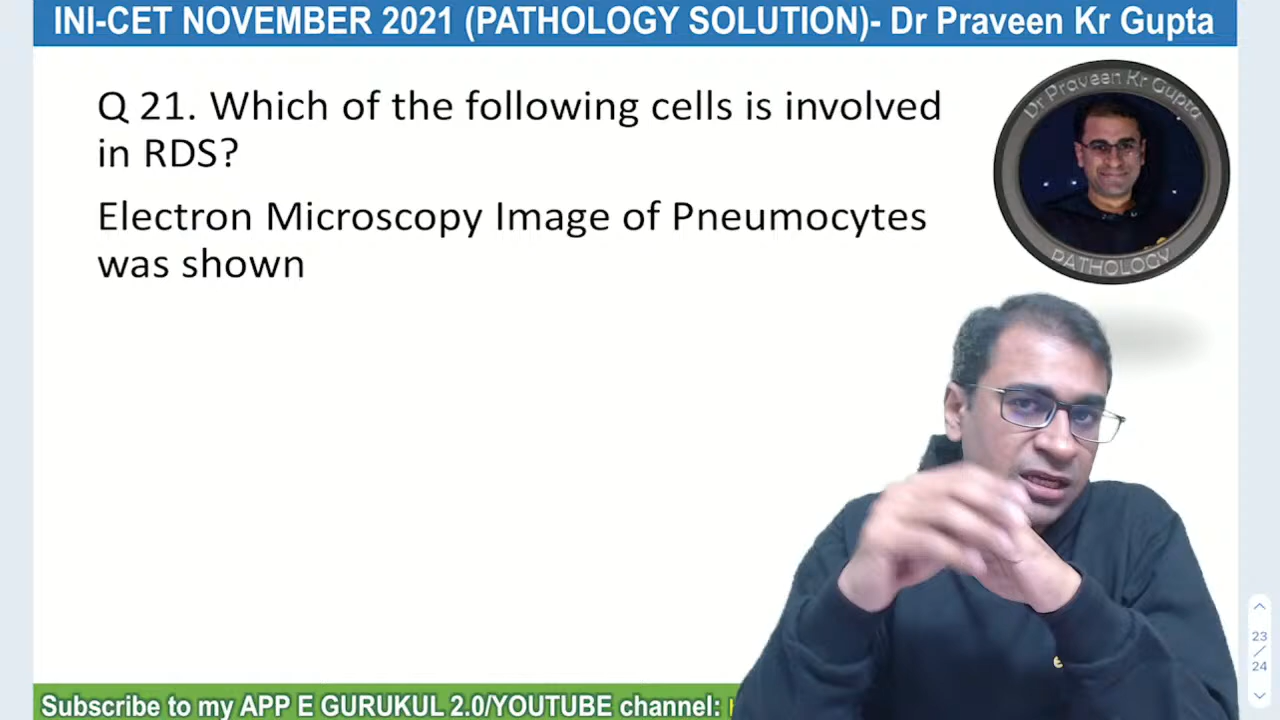 INI-CET NOVEMBER 2021 (PATHOLOGY SOLUTION)- Dr Praveen Kr Gupta
Q 21. Which of the following cells is involved
in RDS?
Electron Microscopy Image of Pneumocytes
was shown
Dr Praveen Kr Gupta
PATHOLOGY
23
/
24
Subscribe to my APP E GURUKUL 2.0/YOUTUBE channel: